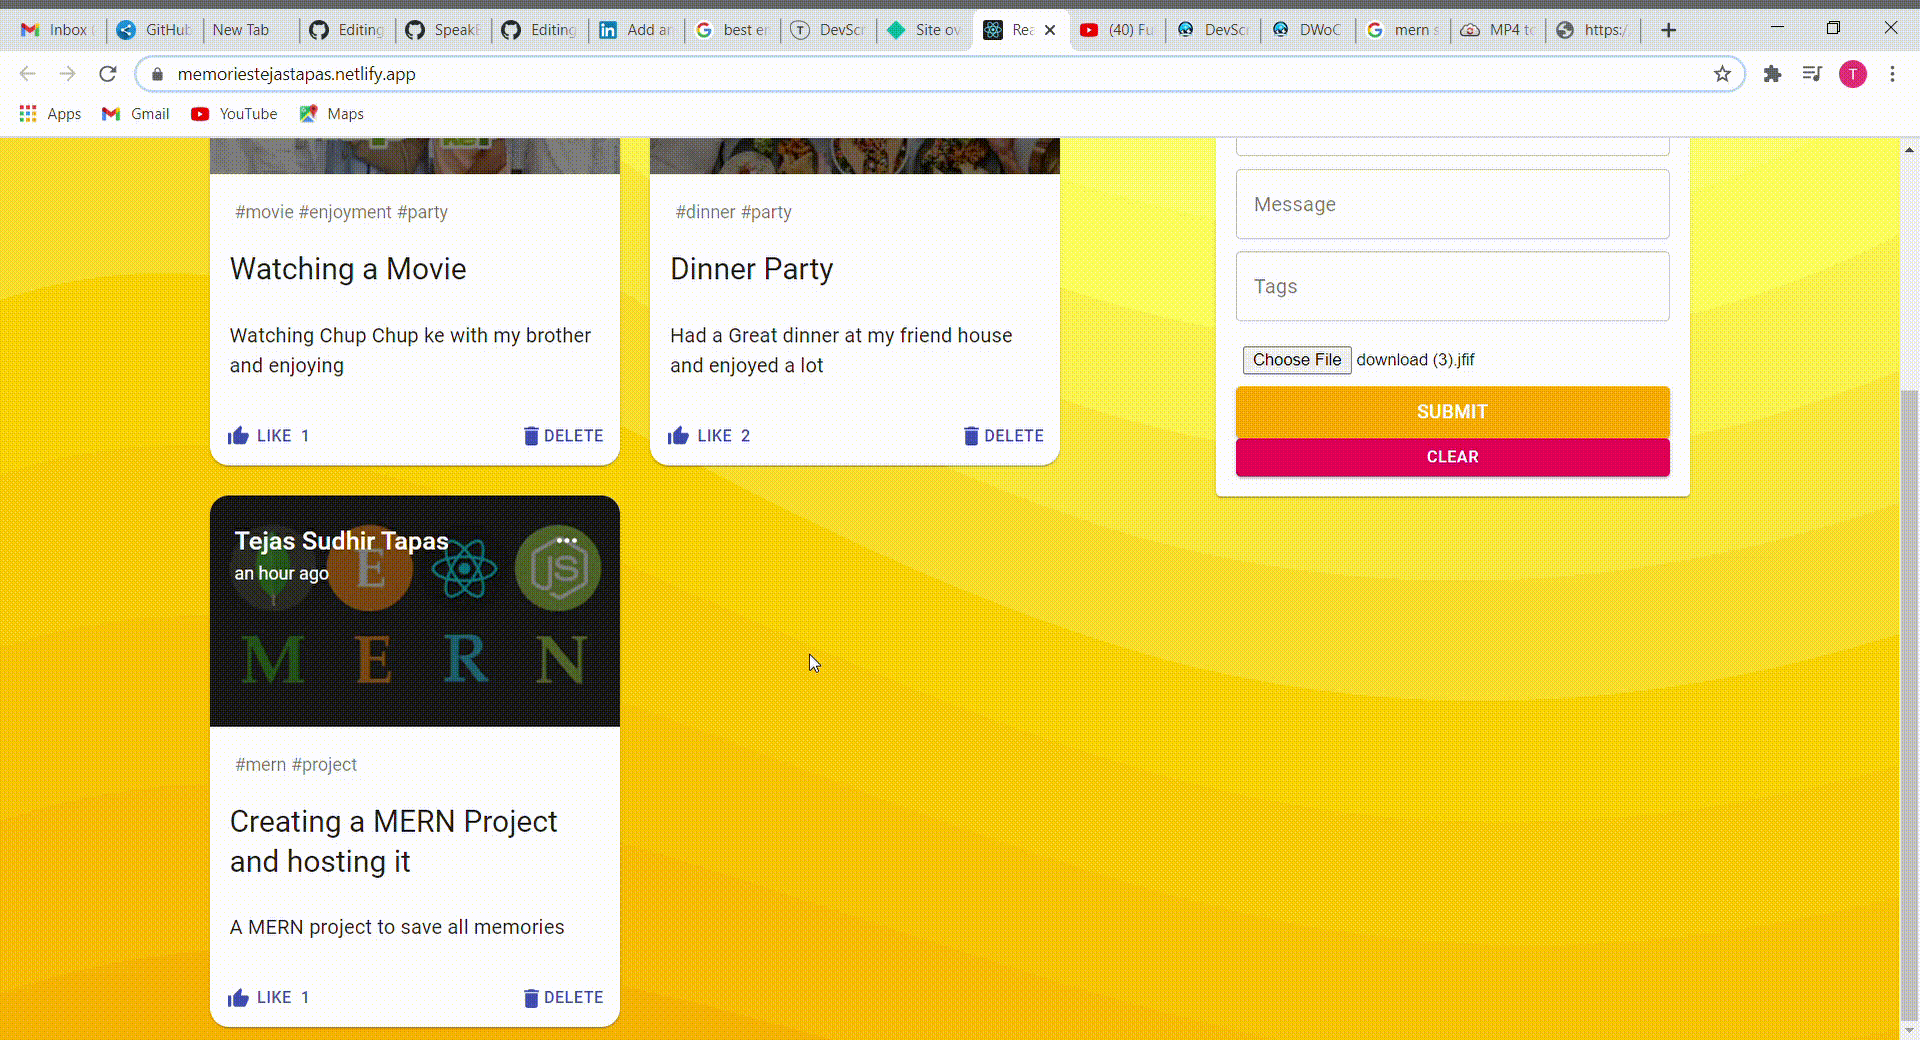 Inbox
GitHub
New Tab
Editing
Speak
Editing
Add an
best en
DevScr
Site ov
Rea
(40) Fu
DevScr
DWoC
mern s
MP4 to
https:/
memoriestejastapas.netlify.app
T
Apps
Gmail
YouTube
Maps
#movie #enjoyment #party
Watching a Movie
Watching Chup Chup ke with my brother
and enjoying
LIKE 1
DELETE
#dinner #party
Dinner Party
Had a Great dinner at my friend house
and enjoyed a lot
LIKE 2
DELETE
Message
Tags
Choose File download (3).jfif
SUBMIT
CLEAR
Tejas Sudhir Tapas
an hour ago
E
JS
M E R N
#mern #project
Creating a MERN Project
and hosting it
A MERN project to save all memories
LIKE 1
DELETE